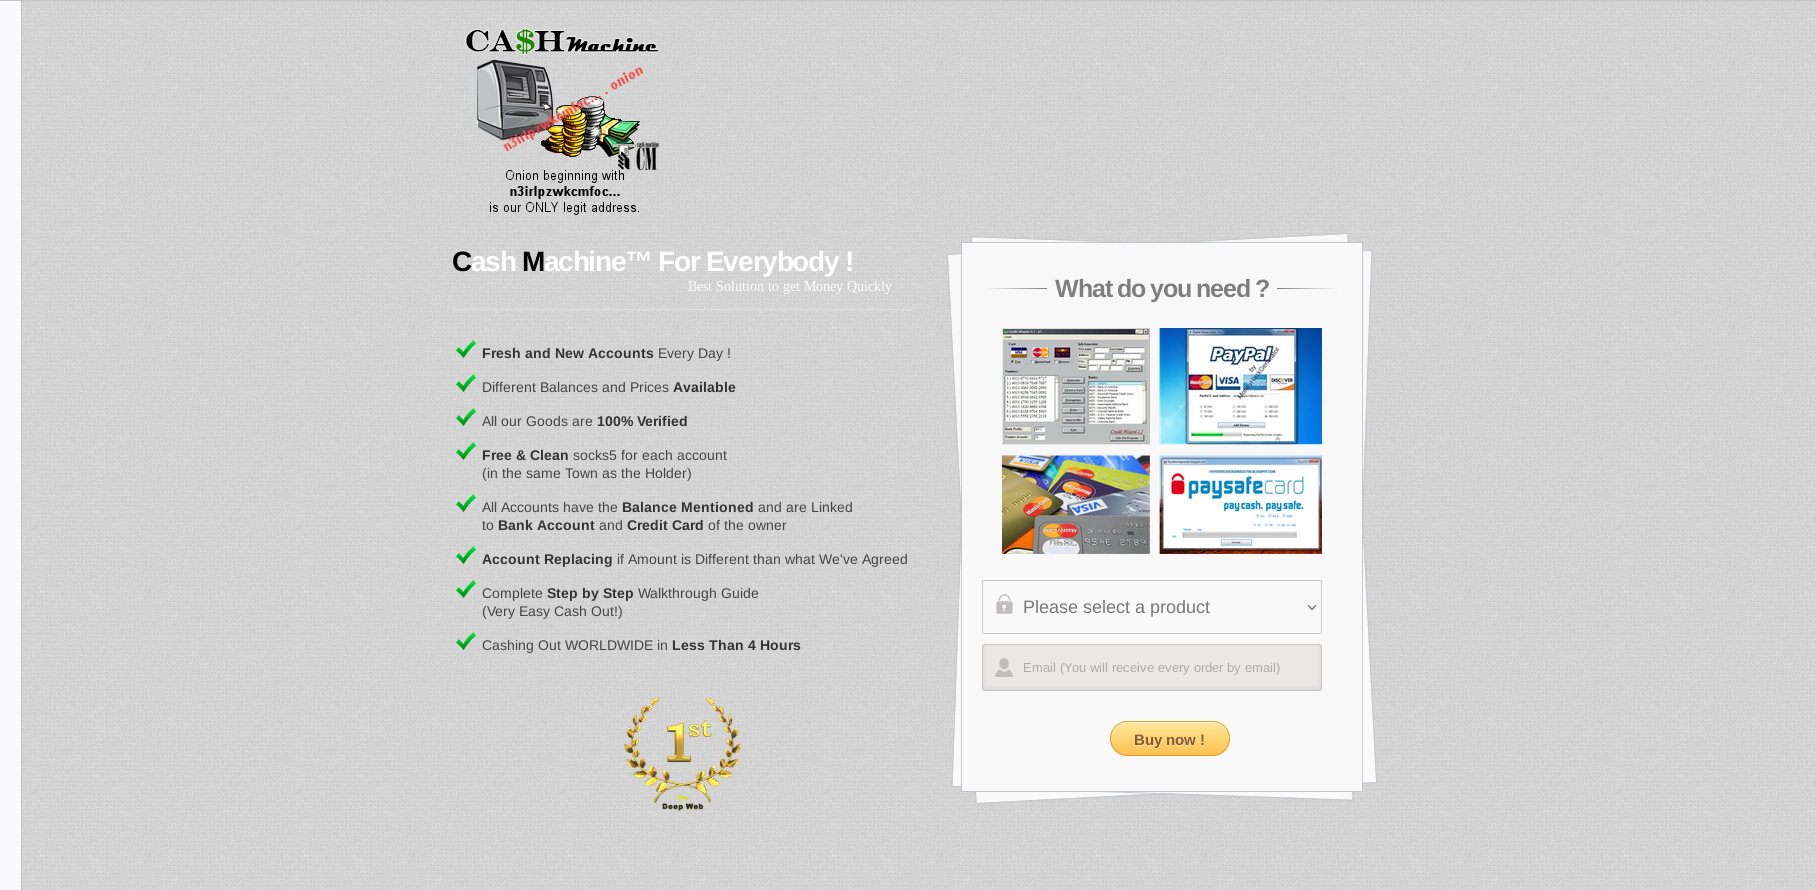 CA$H Machine
n3irlpzwkcmfoc... . onion
cash machine
CM
Onion beginning with
n3irlpzwkcmfoc...
is our ONLY legit address.
Cash Machine™ For Everybody !
Best Solution to get Money Quickly
Fresh and New Accounts Every Day !
Different Balances and Prices Available
All our Goods are 100% Verified
Free & Clean socks5 for each account
(in the same Town as the Holder)
All Accounts have the Balance Mentioned and are Linked
to Bank Account and Credit Card of the owner
Account Replacing if Amount is Different than what We've Agreed
Complete Step by Step Walkthrough Guide
(Very Easy Cash Out!)
Cashing Out WORLDWIDE in Less Than 4 Hours
1st
Deep Web
What do you need ?
PayPal
MasterCard
VISA
DISCOVER
by
VISA
MasterCard
paysafecard
pay cash. pay safe.
Please select a product
Email (You will receive every order by email)
Buy now !